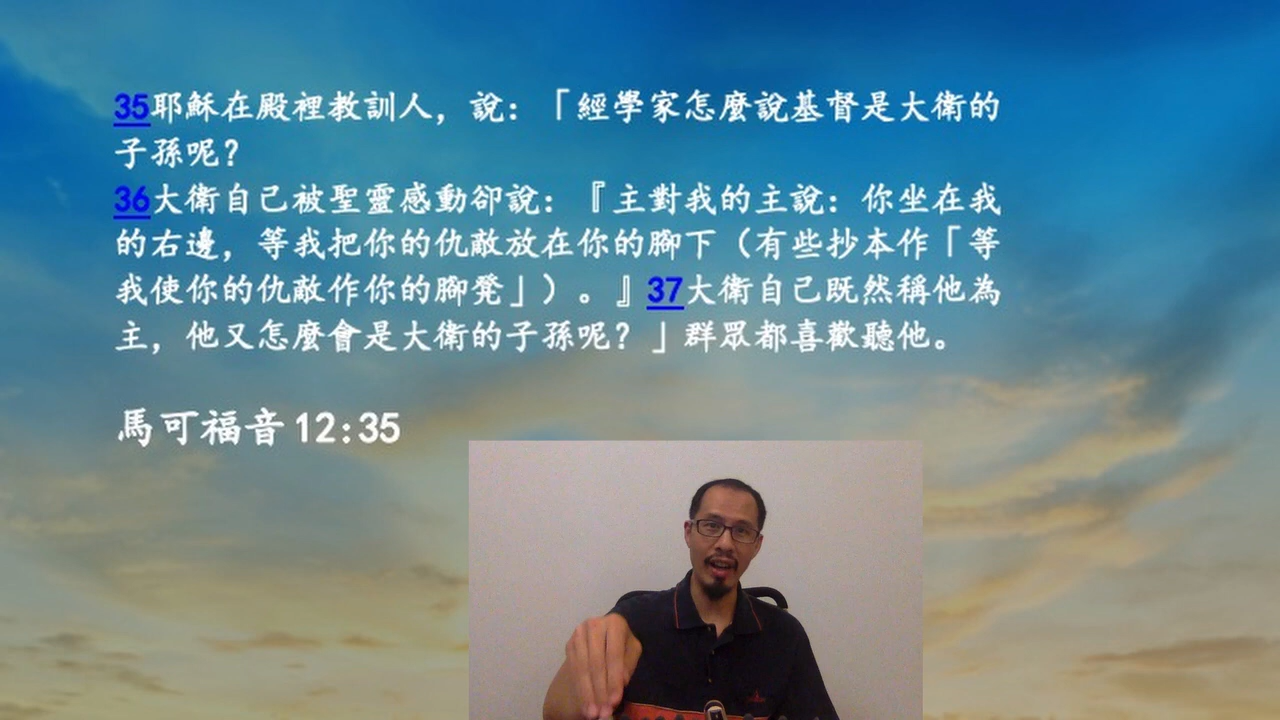 35耶穌在殿裡教訓人，說：「經學家怎麼說基督是大衛的
子孫呢？
36大衛自己被聖靈感動卻說：『主對我的主說：你坐在我
的右邊，等我把你的仇敵放在你的腳下（有些抄本作「等
我使你的仇敵作你的腳凳」）。』37大衛自己既然稱他為
主，他又怎麼會是大衛的子孫呢？」群眾都喜歡聽他。
馬可福音12:35